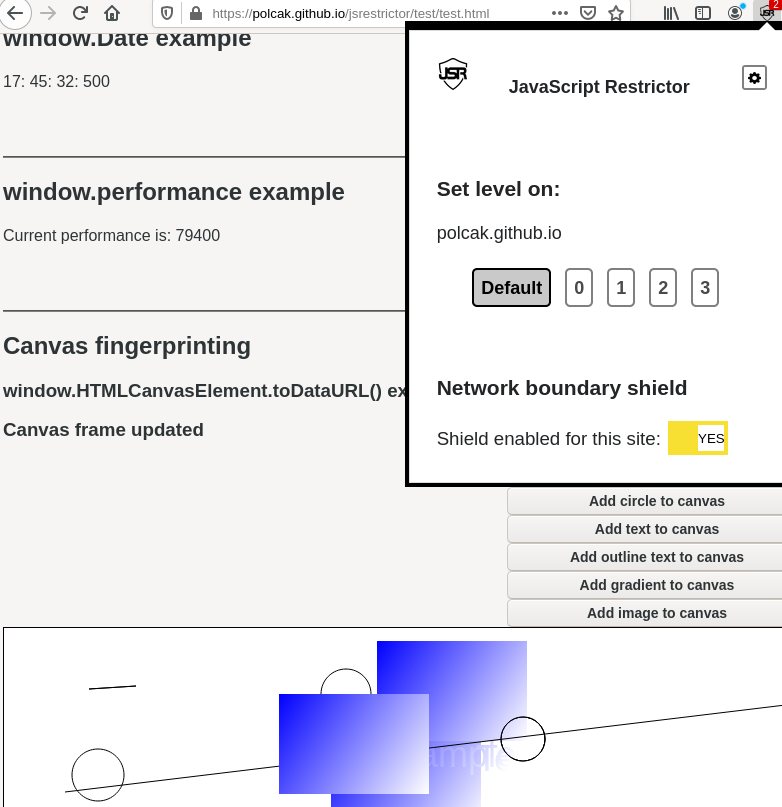 https://polcak.github.io/jsrestrictor/test/test.html
2
JSR
window.Date example
17: 45: 32: 500
window.performance example
Current performance is: 79400
Canvas fingerprinting
window.HTMLCanvasElement.toDataURL() ex
Canvas frame updated
JSR
JavaScript Restrictor
Set level on:
polcak.github.io
Default 0 1 2 3
Network boundary shield
Shield enabled for this site: YES
Add circle to canvas
Add text to canvas
Add outline text to canvas
Add gradient to canvas
Add image to canvas